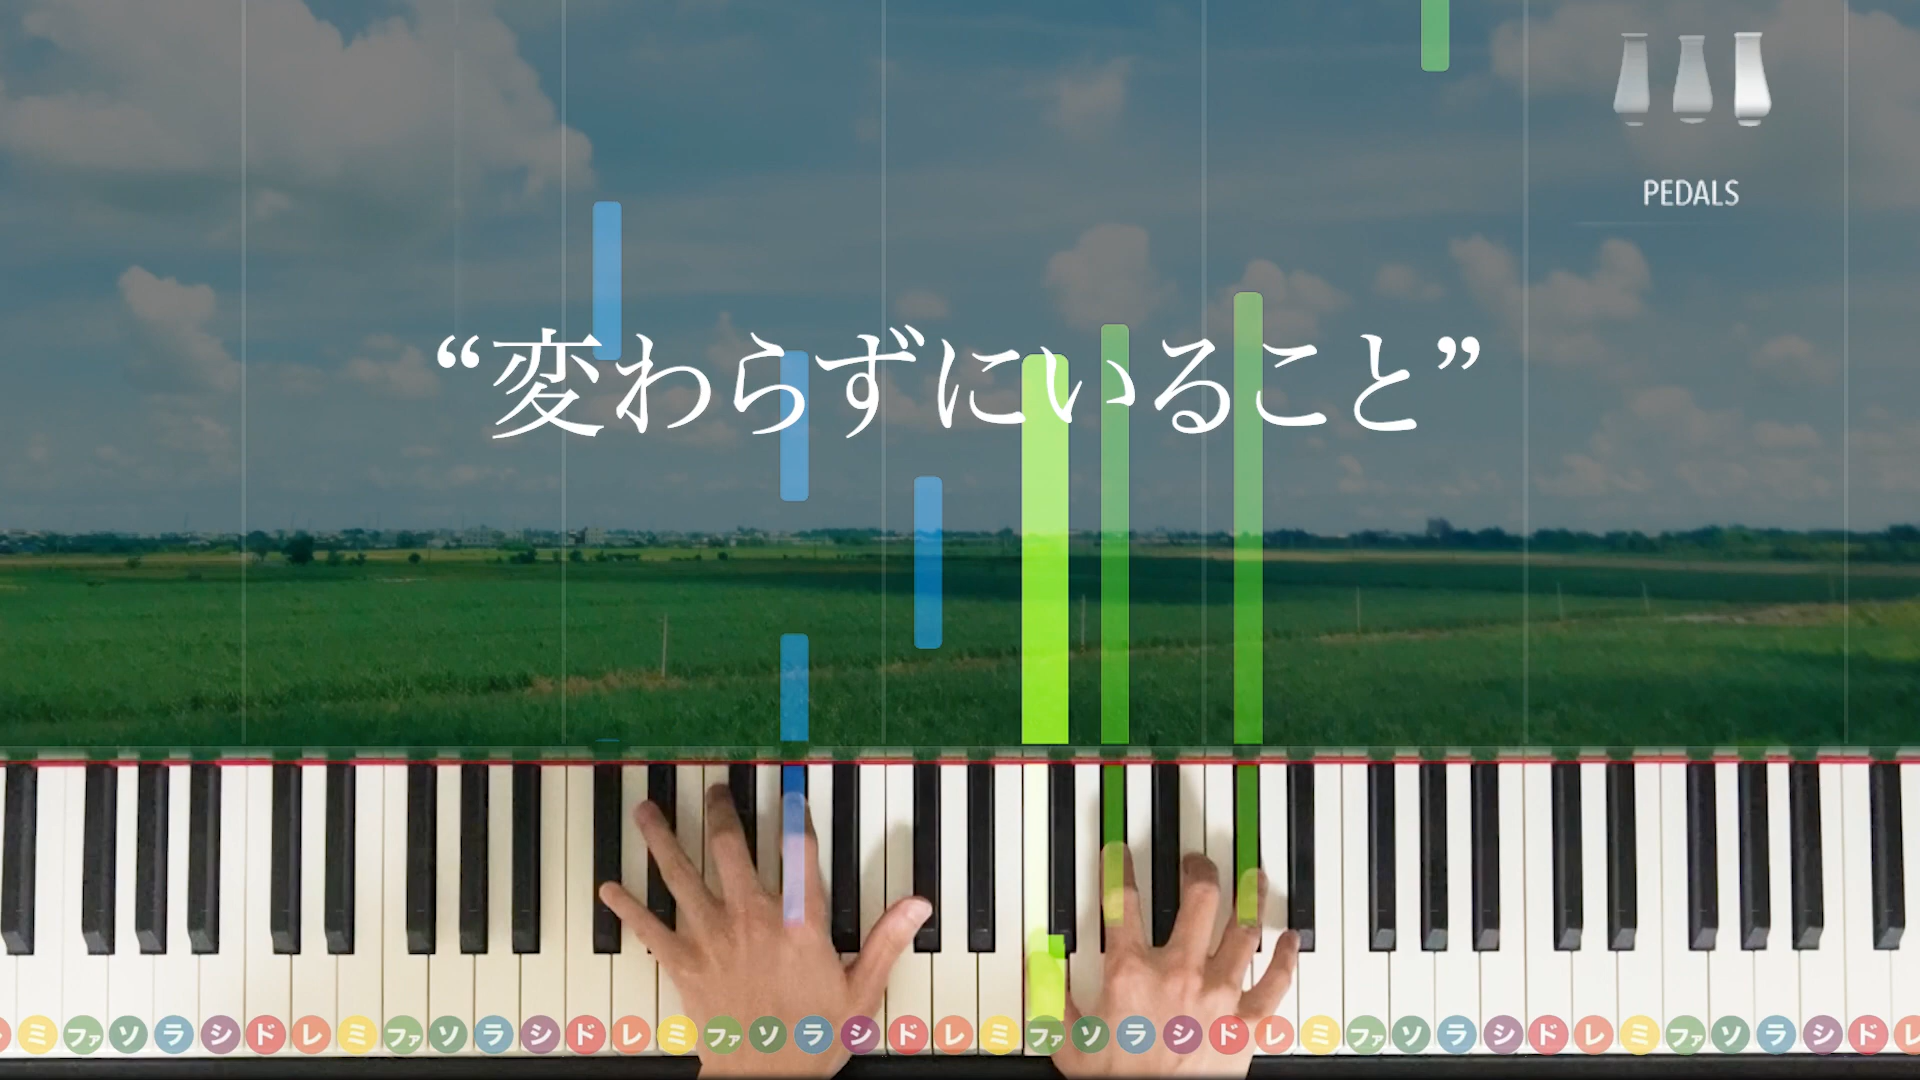 PEDALS
“変わらずにいること”
ミ ファ ソ ラ シ ド レ ミ ファ ソ ラ シ ド レ ミ ファ ソ ラ シ ド レ ミ ファ ソ ラ シ ド レ ミ ファ ソ ラ シ ド レ ミ ファ ソ ラ シ ド レ